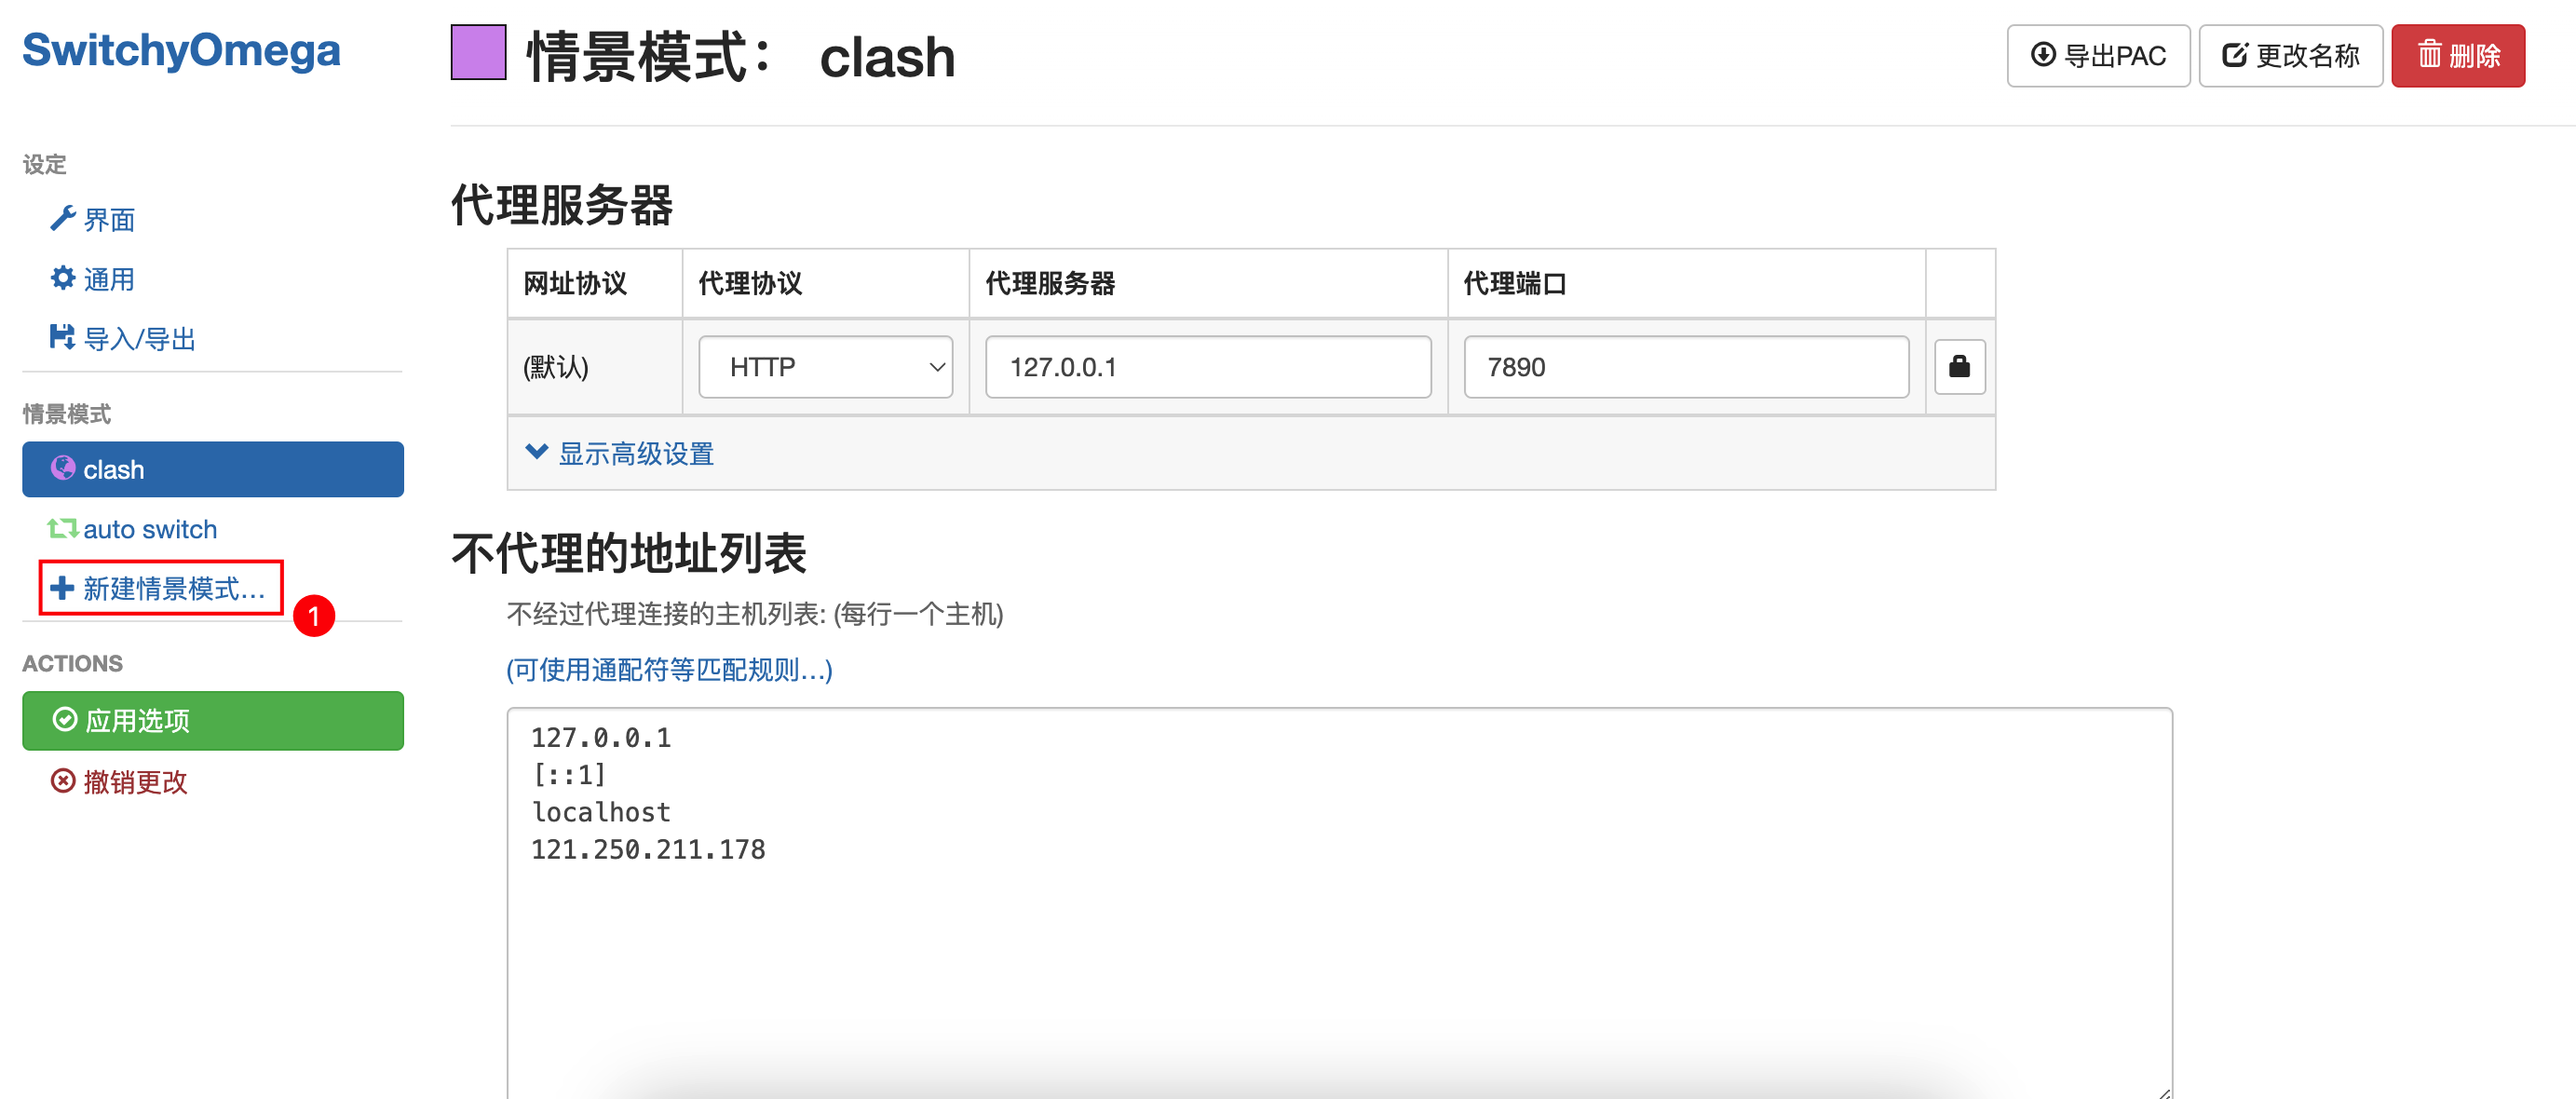 SwitchyOmega
设定
界面
通用
导入/导出
情景模式
clash
auto switch
新建情景模式...
1
ACTIONS
应用选项
撤销更改
情景模式： clash
导出PAC
更改名称
删除
代理服务器
网址协议 代理协议 代理服务器 代理端口
(默认) HTTP 127.0.0.1 7890
显示高级设置
不代理的地址列表
不经过代理连接的主机列表: (每行一个主机)
(可使用通配符等匹配规则...)
127.0.0.1
[::1]
localhost
121.250.211.178